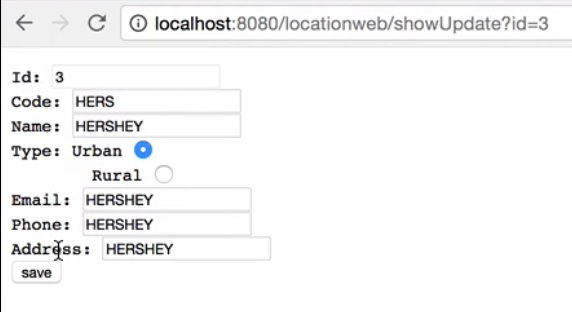 localhost:8080/locationweb/showUpdate?id=3
Id: 3
Code: HERS
Name: HERSHEY
Type: Urban
Rural
Email: HERSHEY
Phone: HERSHEY
Address: HERSHEY
save